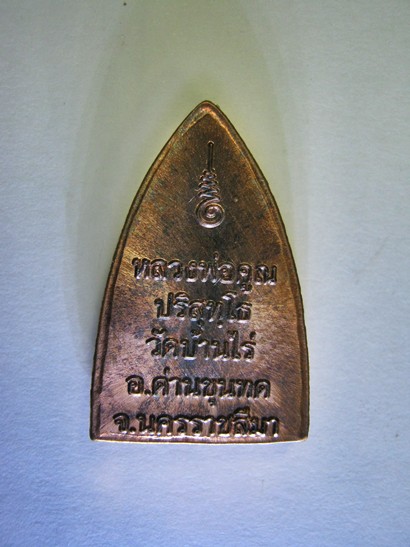 หลวงพ่อคูณ
ปริสุทฺโธ
วัดบ้านไร่
อ.ด่านขุนทด
จ.นครราชสีมา